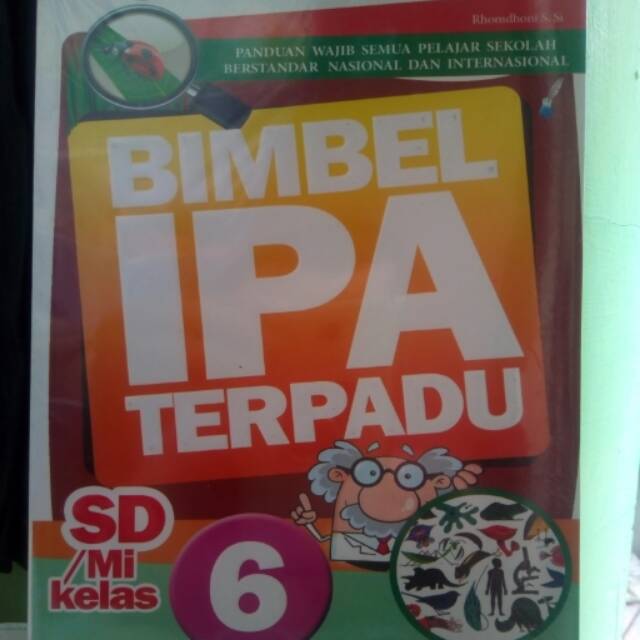 Rhomdhoni S. Si
PANDUAN WAJIB SEMUA PELAJAR SEKOLAH
BERSTANDAR NASIONAL DAN INTERNASIONAL
BIMBEL
IPA
TERPADU
SD
/Mi
kelas
6